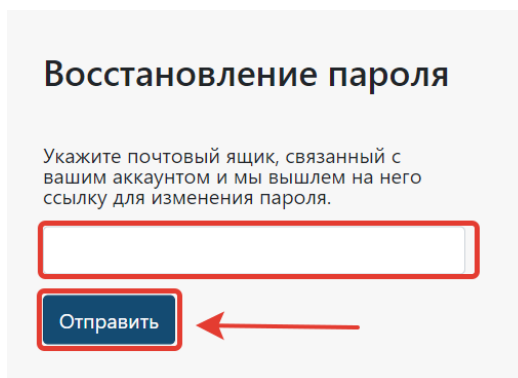 Восстановление пароля
Укажите почтовый ящик, связанный с
вашим аккаунтом и мы вышлем на него
ссылку для изменения пароля.
Отправить